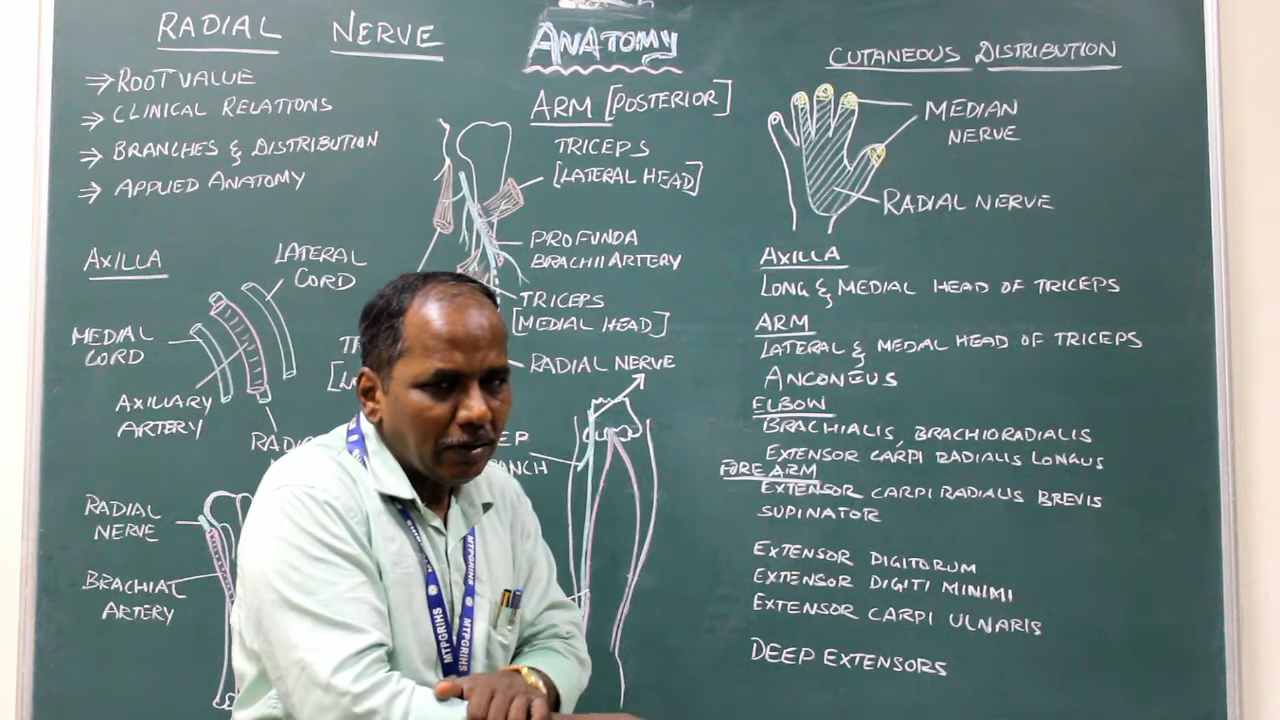 RADIAL NERVE
⇒ ROOT VALUE
⇒ CLINICAL RELATIONS
⇒ BRANCHES & DISTRIBUTION
⇒ APPLIED ANATOMY
AXILLA
LATERAL
CORD
MEDIAL
CORD
AXILLARY
ARTERY
RADIAL
NERVE
BRACHIAL
ARTERY
ANATOMY
ARM [POSTERIOR]
TRICEPS
[LATERAL HEAD]
PROFUNDA
BRACHII ARTERY
TRICEPS
[MEDIAL HEAD]
RADIAL NERVE
CUTANEOUS DISTRIBUTION
MEDIAN
NERVE
RADIAL NERVE
AXILLA
LONG & MEDIAL HEAD OF TRICEPS
ARM
LATERAL & MEDIAL HEAD OF TRICEPS
ANCONEUS
ELBOW
BRACHIALIS, BRACHIORADIALIS
EXTENSOR CARPI RADIALIS LONGUS
FORE ARM
EXTENSOR CARPI RADIALIS BREVIS
SUPINATOR
EXTENSOR DIGITORUM
EXTENSOR DIGITI MINIMI
EXTENSOR CARPI ULNARIS
DEEP EXTENSORS
MTPGRIHS
MTPGRIHS
MTPGRIHS